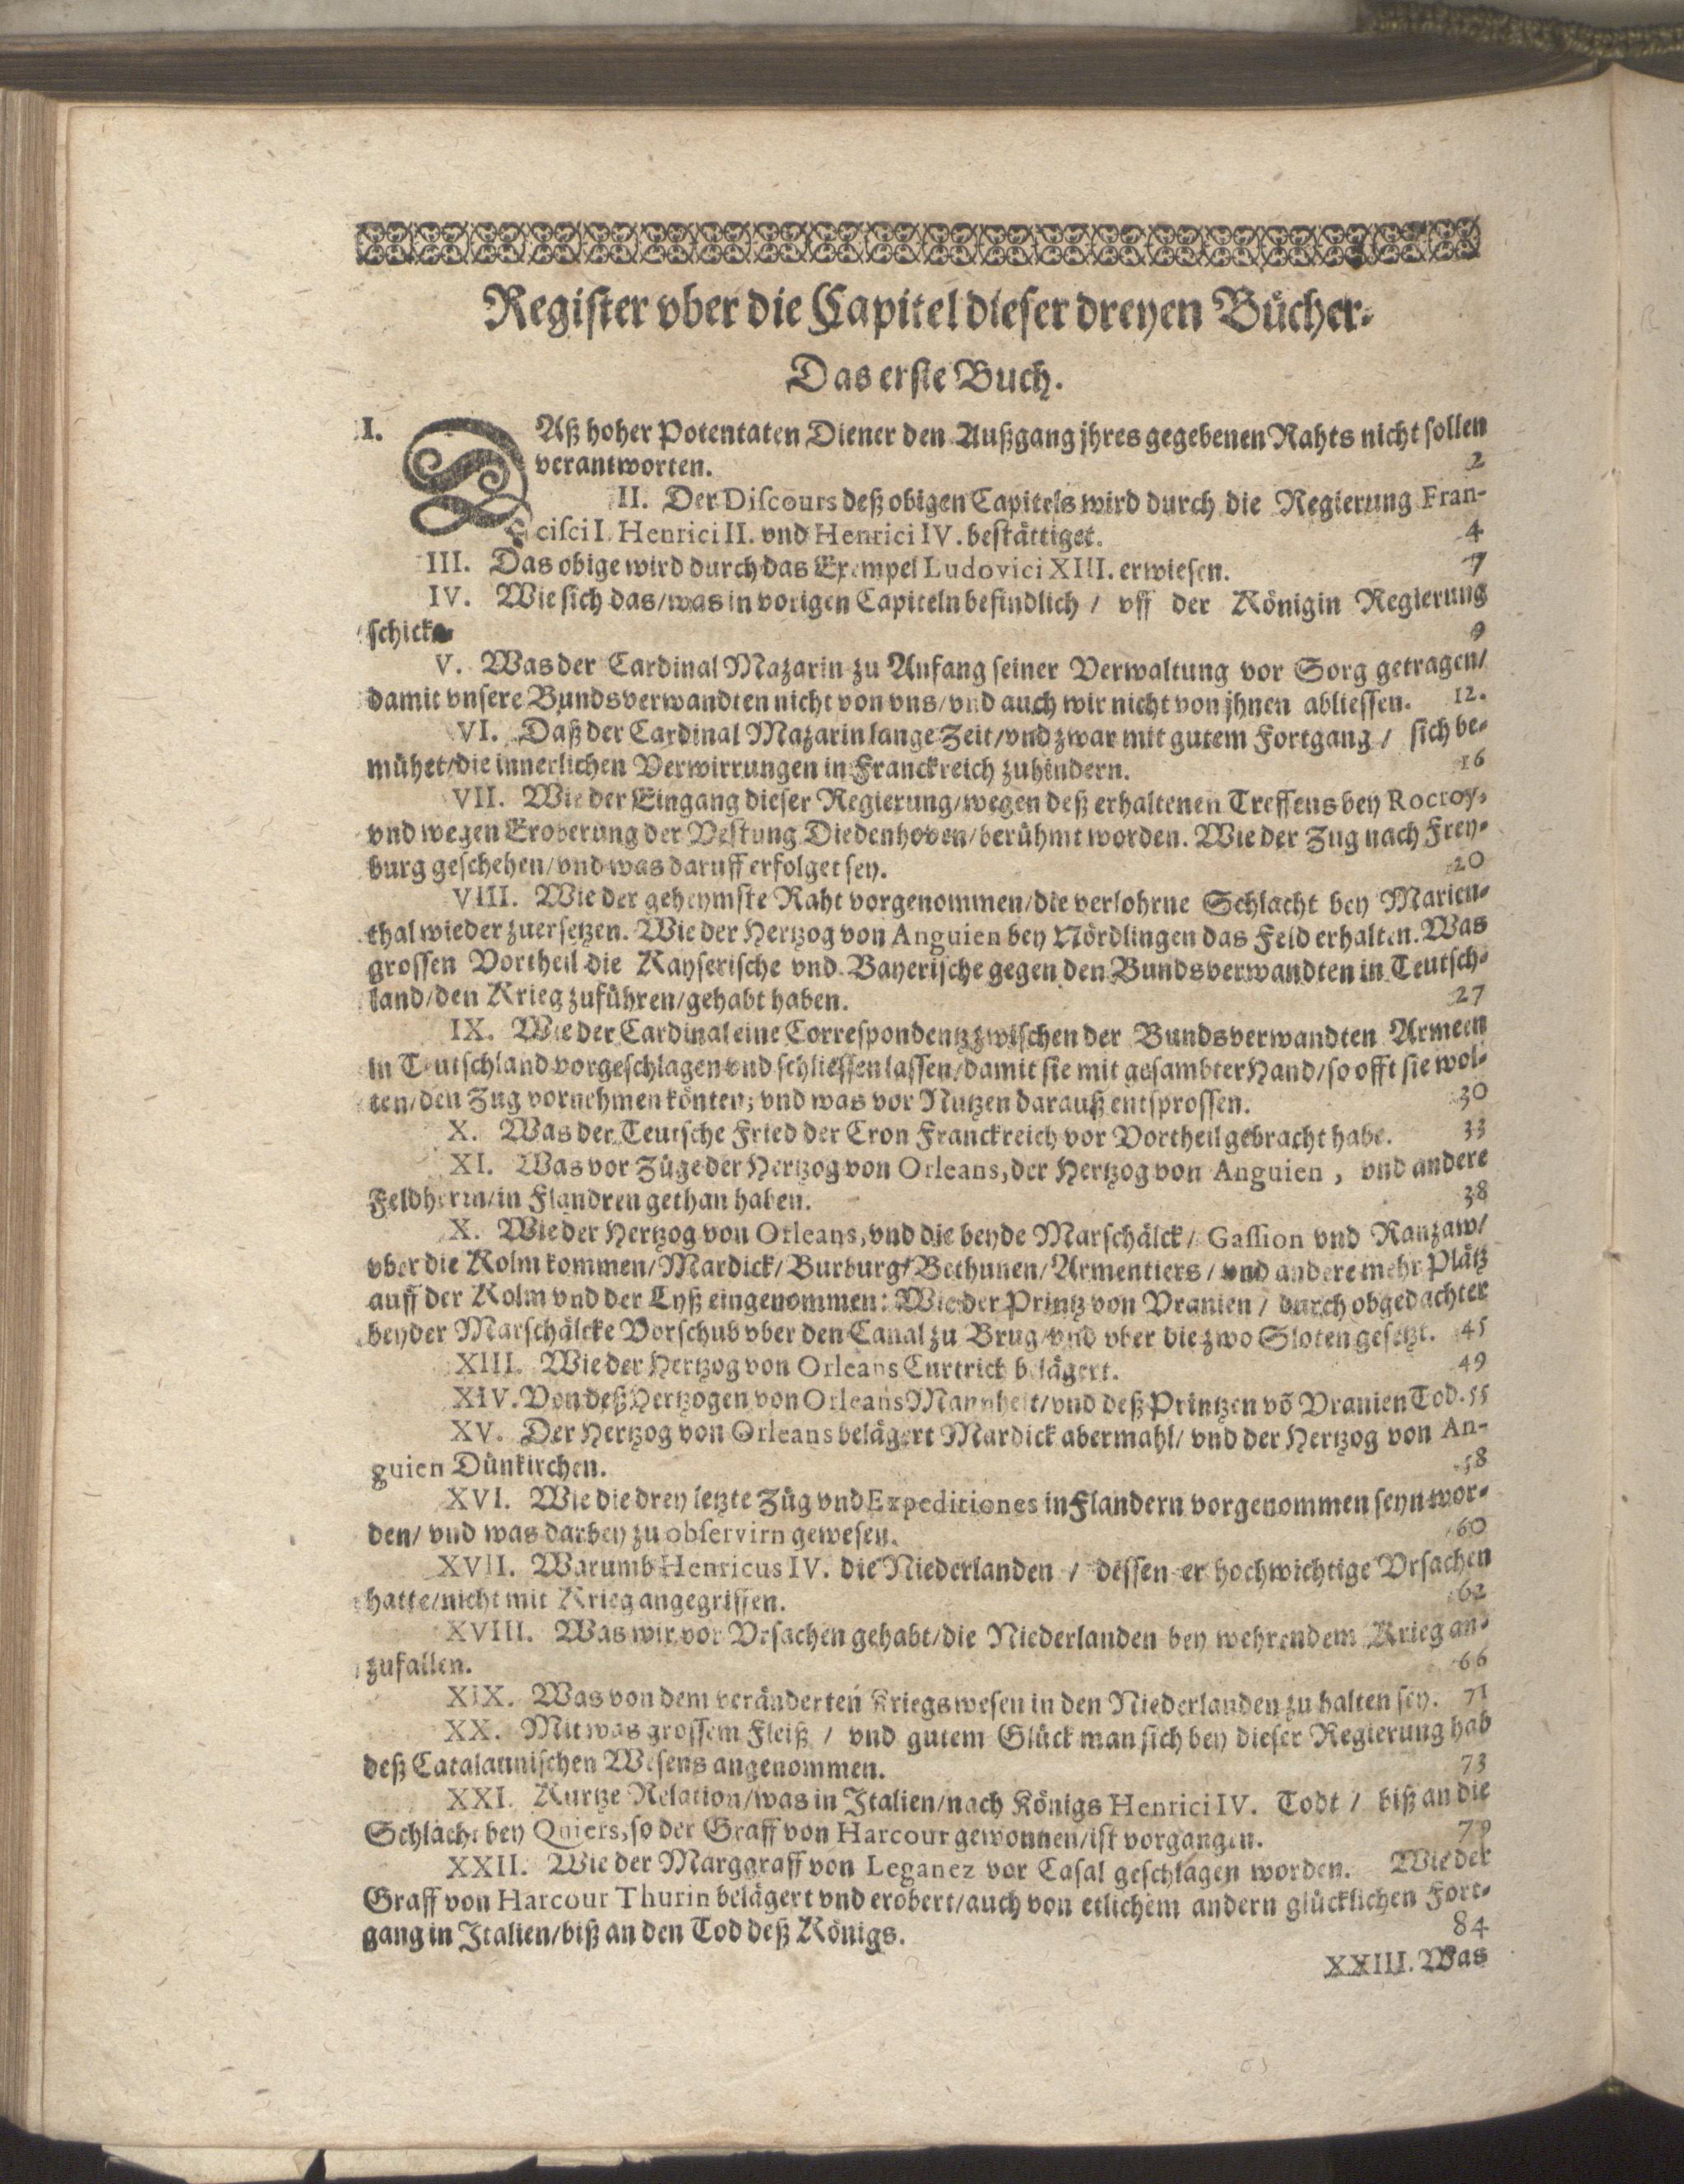 Register vber die Capitel dieser dreyen Bücher.
Das erste Buch.
I. DAß hoher Potentaten Diener den Außgang jhres gegebenen Rahts nicht sollen
verantworten. 2
II. Der Discours deß obigen Capitels wird durch die Regierung Fran-
cisci I. Henrici II. vnd Henrici IV. bestättiget. 4
III. Das obige wird durch das Exempel Ludovici XIII. erwiesen. 7
IV. Wie sich das/was in vorigen Capiteln befindlich / vff der Königin Regierung
schicke 9
V. Was der Cardinal Mazarin zu Anfang seiner Verwaltung vor Sorg getragen/
damit vnsere Bundsverwandten nicht von vns/vnd auch wir nicht von jhnen abliessen. 12.
VI. Daß der Cardinal Mazarin lange Zeit/vnd zwar mit gutem Fortgang / sich be-
mühet/die innerlichen Verwirrungen in Franckreich zuhindern. 16
VII. Wie der Eingang dieser Regierung/wegen deß erhaltenen Treffens bey Rocroy,
vnd wegen Eroberung der Vestung Diedenhoven/berühmt worden. Wie der Zug nach Frey-
burg geschehen/vnd was daruff erfolget sey. 20
VIII. Wie der geheymste Raht vorgenommen/die verlohrne Schlacht bey Marien-
thal wieder zuersetzen. Wie der Hertzog von Anguien bey Nördlingen das Feld erhalten. Was
grossen Vortheil die Kayserische vnd Bayerische gegen den Bundsverwandten in Teutsch-
land/den Krieg zuführen/gehabt haben. 27
IX. Wie der Cardinal eine Correspondentz zwischen der Bundsverwandten Armeen
in Teutschland vorgeschlagen vnd schliessen lassen/damit sie mit gesambter Hand/so offt sie wol-
ten/den Zug vornehmen könten; vnd was vor Nutzen darauß entsprossen. 30
X. Was der Teutsche Fried der Cron Franckreich vor Vortheil gebracht habe. 33
XI. Was vor Züge der Hertzog von Orleans, der Hertzog von Anguien, vnd andere
Feldherrn/in Flandren gethan haben. 38
X. Wie der Hertzog von Orleans, vnd die beyde Marschälck / Gassion vnd Ranzaw/
vber die Kolm kommen/Mardick/Burburg/Bethunen/Armentiers / vnd andere mehr Plätz
auff der Kolm vnd der Lyß eingenommen: Wie der Printz von Vranien / durch obgedachter
beyder Marschälcke Vorschub vber den Canal zu Brug/vnd vber die zwo Sloten gesetzt. 45
XIII. Wie der Hertzog von Orleans Curtrich belägert. 49
XIV. Von deß Hertzogen von Orleans Mannheit/vnd deß Printzen võ Vranien Tod. 55
XV. Der Hertzog von Orleans belägert Mardick abermahl/ vnd der Hertzog von An-
guien Dünkirchen. 58
XVI. Wie die drey letzte Züg vnd Expeditiones in Flandern vorgenommen seyn wor-
den/ vnd was darbey zu observirn gewesen. 60
XVII. Warumb Henricus IV. die Niederlanden / dessen er hochwichtige Vrsachen
hatte/nicht mit Krieg angegriffen. 62
XVIII. Was wir vor Vrsachen gehabt/die Niederlanden bey wehrendem Krieg an-
zufallen. 66
XIX. Was von dem veränderten Kriegswesen in den Niederlanden zu halten sey. 71
XX. Mit was grossem Fleiß / vnd gutem Glück man sich bey dieser Regierung hab
deß Catalaunischen Wesens angenommen. 73
XXI. Kurtze Relation/was in Italien/nach Königs Henrici IV. Todt / biß an die
Schlacht bey Quiers, so der Graff von Harcour gewonnen/ist vorgangen. 79
XXII. Wie der Marggraff von Leganez vor Casal geschlagen worden. Wie der
Graff von Harcour Thurin belägert vnd erobert/auch von etlichem andern glücklichen Fort-
gang in Italien/biß an den Tod deß Königs. 84
XXIII. Was